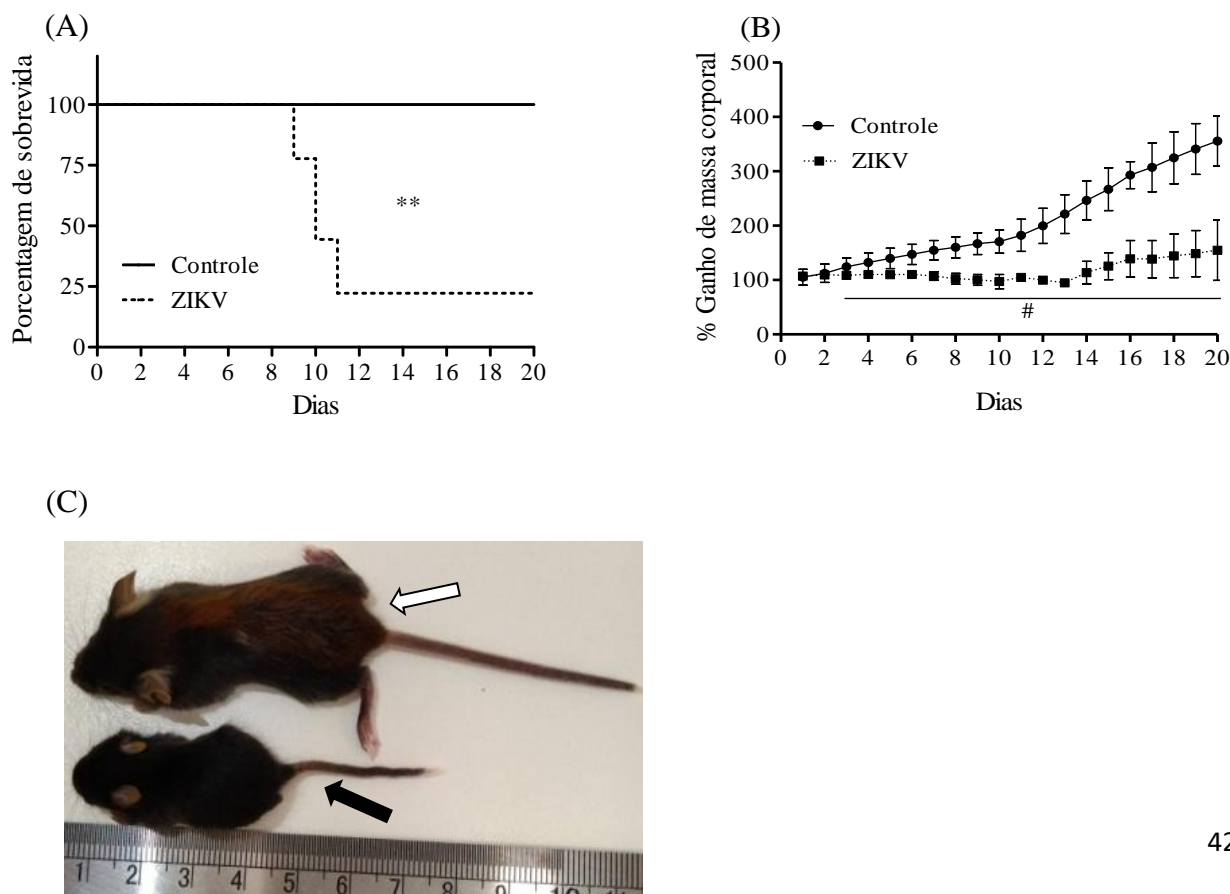 (A)
Porcentagem de sobrevida
100
75
50
25
0
**
Controle
ZIKV
0 2 4 6 8 10 12 14 16 18 20
Dias
(B)
% Ganho de massa corporal
500
400
300
200
100
0
Controle
ZIKV
#
0 2 4 6 8 10 12 14 16 18 20
Dias
(C)
1 2 3 4 5 6 7 8 9 10
42